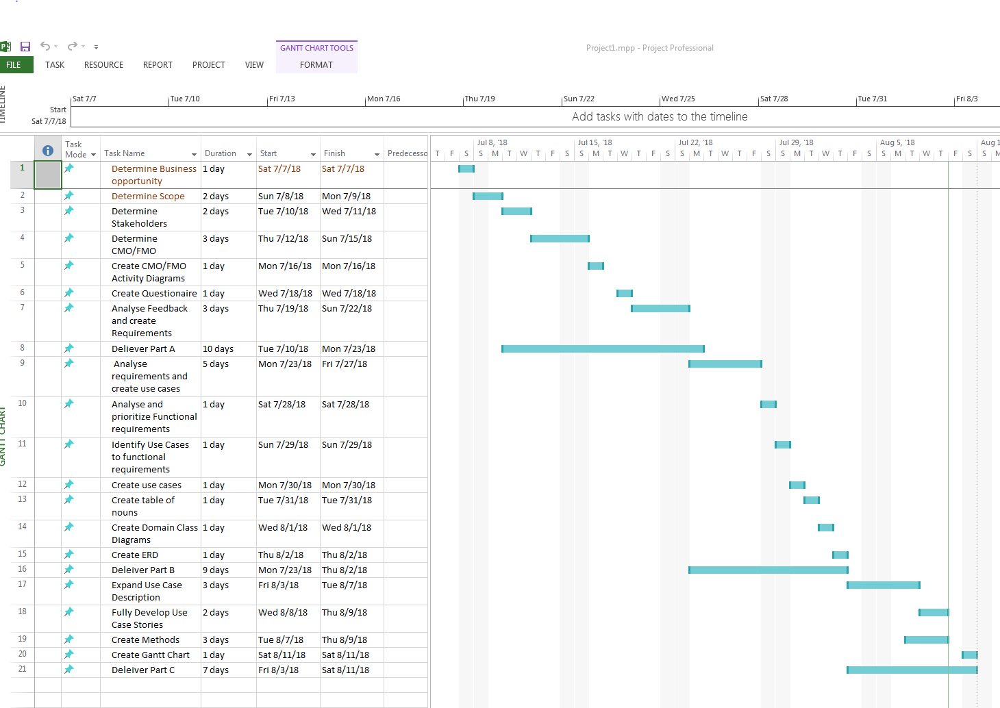 Project1.mpp - Project Professional
GANTT CHART TOOLS
FILE TASK RESOURCE REPORT PROJECT VIEW FORMAT
TIMELINE
Sat 7/7 Tue 7/10 Fri 7/13 Mon 7/16 Thu 7/19 Sun 7/22 Wed 7/25 Sat 7/28 Tue 7/31 Fri 8/3
Start
Sat 7/7/18
Add tasks with dates to the timeline
GANTT CHART
Task Mode Task Name Duration Start Finish Predecesso
Jul 8, '18 Jul 15, '18 Jul 22, '18 Jul 29, '18 Aug 5, '18 Aug 1
T F S S M T W T F S S M T W T F S S M T W T F S S M T W T F S S M T W T F S S M
1 Determine Business 1 day Sat 7/7/18 Sat 7/7/18
opportunity
2 Determine Scope 2 days Sun 7/8/18 Mon 7/9/18
3 Determine 2 days Tue 7/10/18 Wed 7/11/18
Stakeholders
4 Determine 3 days Thu 7/12/18 Sun 7/15/18
CMO/FMO
5 Create CMO/FMO 1 day Mon 7/16/18 Mon 7/16/18
Activity Diagrams
6 Create Questionaire 1 day Wed 7/18/18 Wed 7/18/18
7 Analyse Feedback 3 days Thu 7/19/18 Sun 7/22/18
and create
Requirements
8 Deliever Part A 10 days Tue 7/10/18 Mon 7/23/18
9 Analyse 5 days Mon 7/23/18 Fri 7/27/18
requirements and
create use cases
10 Analyse and 1 day Sat 7/28/18 Sat 7/28/18
prioritize Functional
requirements
11 Identify Use Cases 1 day Sun 7/29/18 Sun 7/29/18
to functional
requirements
12 Create use cases 1 day Mon 7/30/18 Mon 7/30/18
13 Create table of 1 day Tue 7/31/18 Tue 7/31/18
nouns
14 Create Domain Class 1 day Wed 8/1/18 Wed 8/1/18
Diagrams
15 Create ERD 1 day Thu 8/2/18 Thu 8/2/18
16 Deleiver Part B 9 days Mon 7/23/18 Thu 8/2/18
17 Expand Use Case 3 days Fri 8/3/18 Tue 8/7/18
Description
18 Fully Develop Use 2 days Wed 8/8/18 Thu 8/9/18
Case Stories
19 Create Methods 3 days Tue 8/7/18 Thu 8/9/18
20 Create Gantt Chart 1 day Sat 8/11/18 Sat 8/11/18
21 Deleiver Part C 7 days Fri 8/3/18 Sat 8/11/18